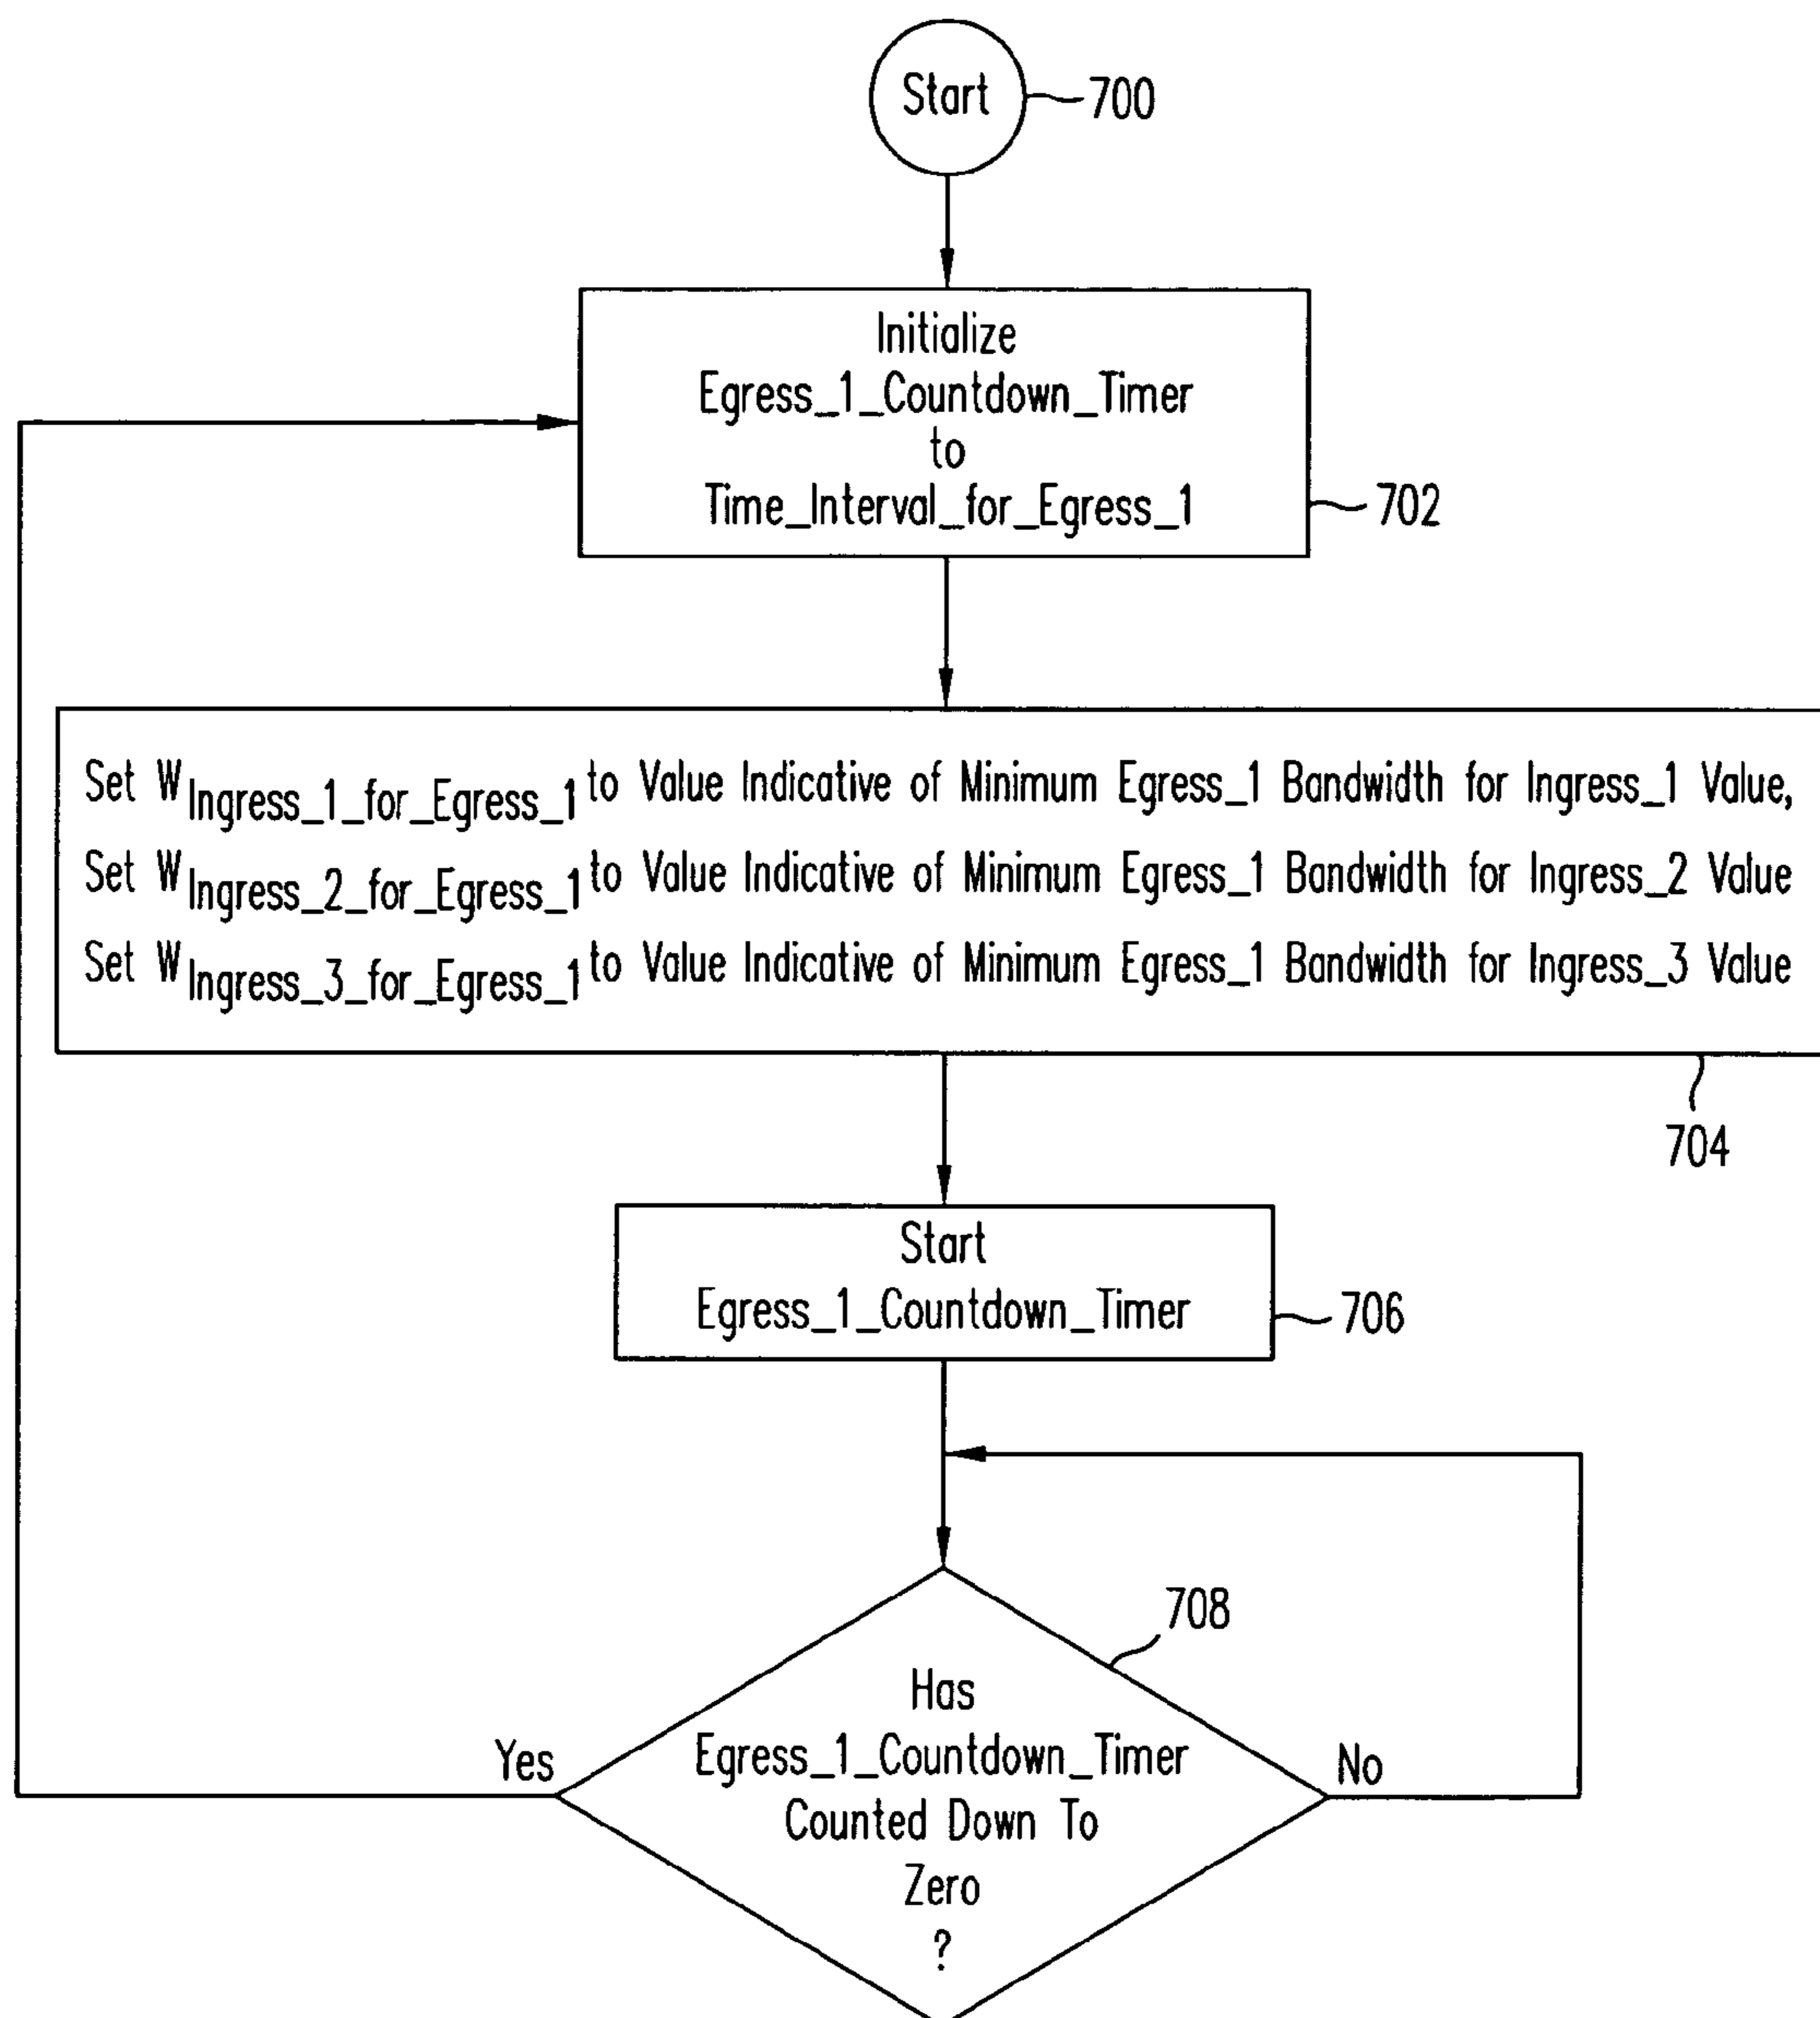 Start
700
Initialize
Egress_1_Countdown_Timer
to
Time_Interval_for_Egress_1
702
Set W Ingress_1_for_Egress_1 to Value Indicative of Minimum Egress_1 Bandwidth for Ingress_1 Value,
Set W Ingress_2_for_Egress_1 to Value Indicative of Minimum Egress_1 Bandwidth for Ingress_2 Value
Set W Ingress_3_for_Egress_1 to Value Indicative of Minimum Egress_1 Bandwidth for Ingress_3 Value
704
Start
Egress_1_Countdown_Timer
706
708
Has
Yes
Egress_1_Countdown_Timer
No
Counted Down To
Zero
?